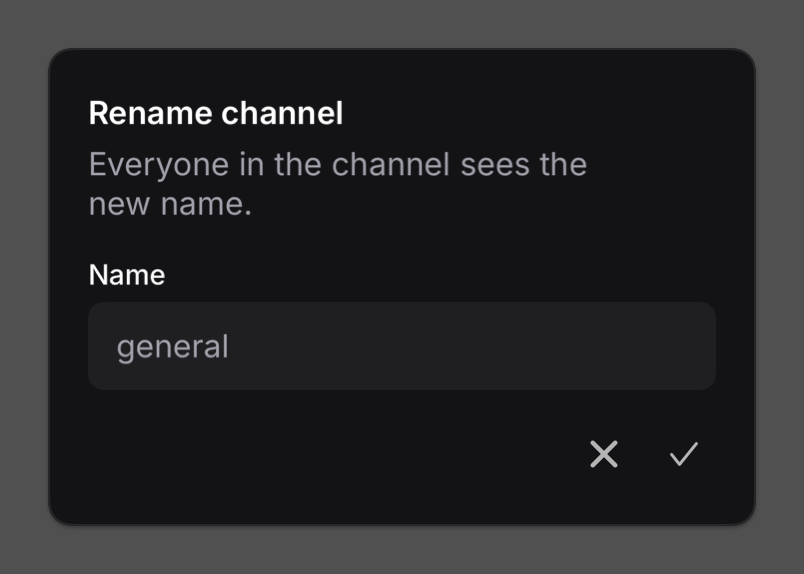 Rename channel
Everyone in the channel sees the
new name.
Name
general